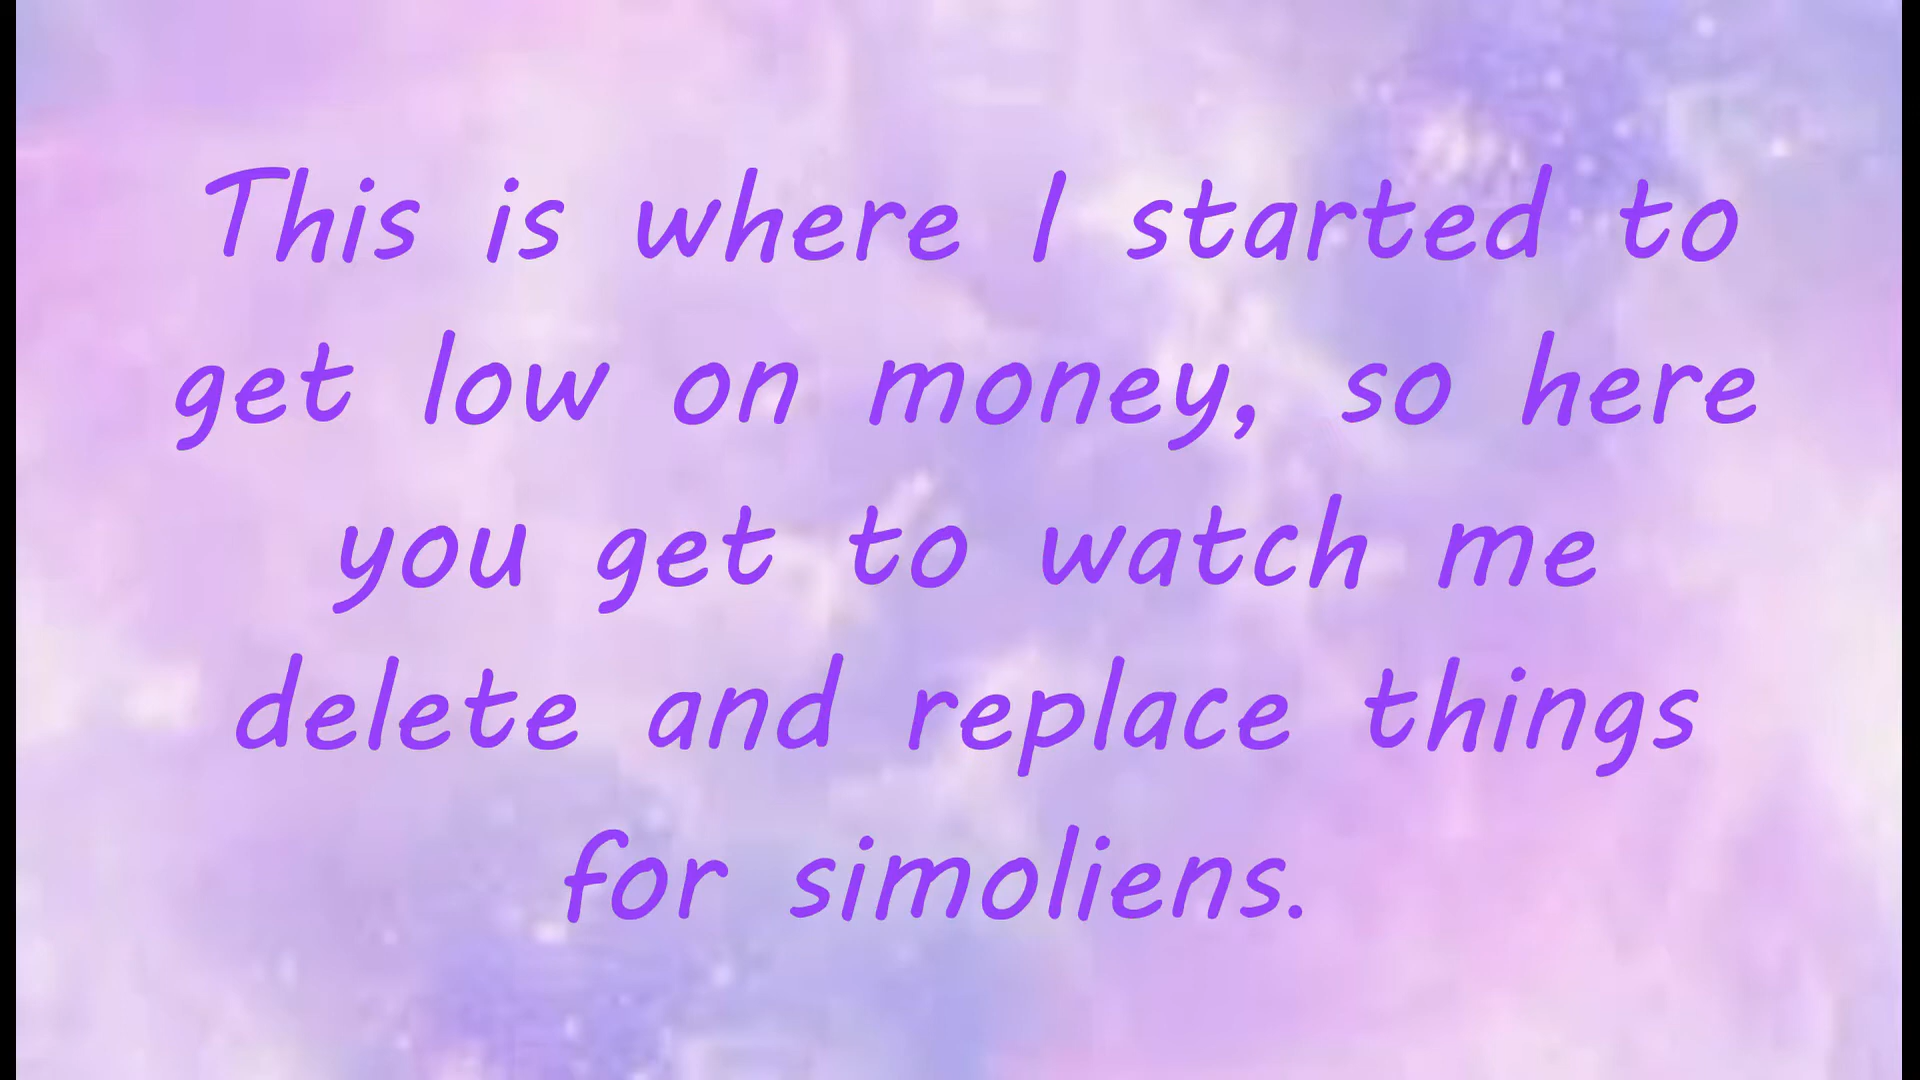 This is where I started to
get low on money, so here
you get to watch me
delete and replace things
for simoliens.